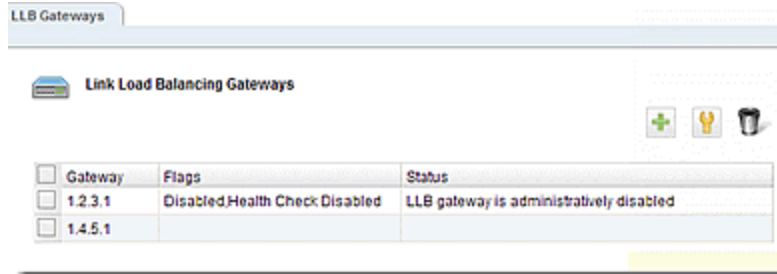 LLB Gateways
Link Load Balancing Gateways
Gateway Flags Status
1.2.3.1 Disabled,Health Check Disabled LLB gateway is administratively disabled
1.4.5.1